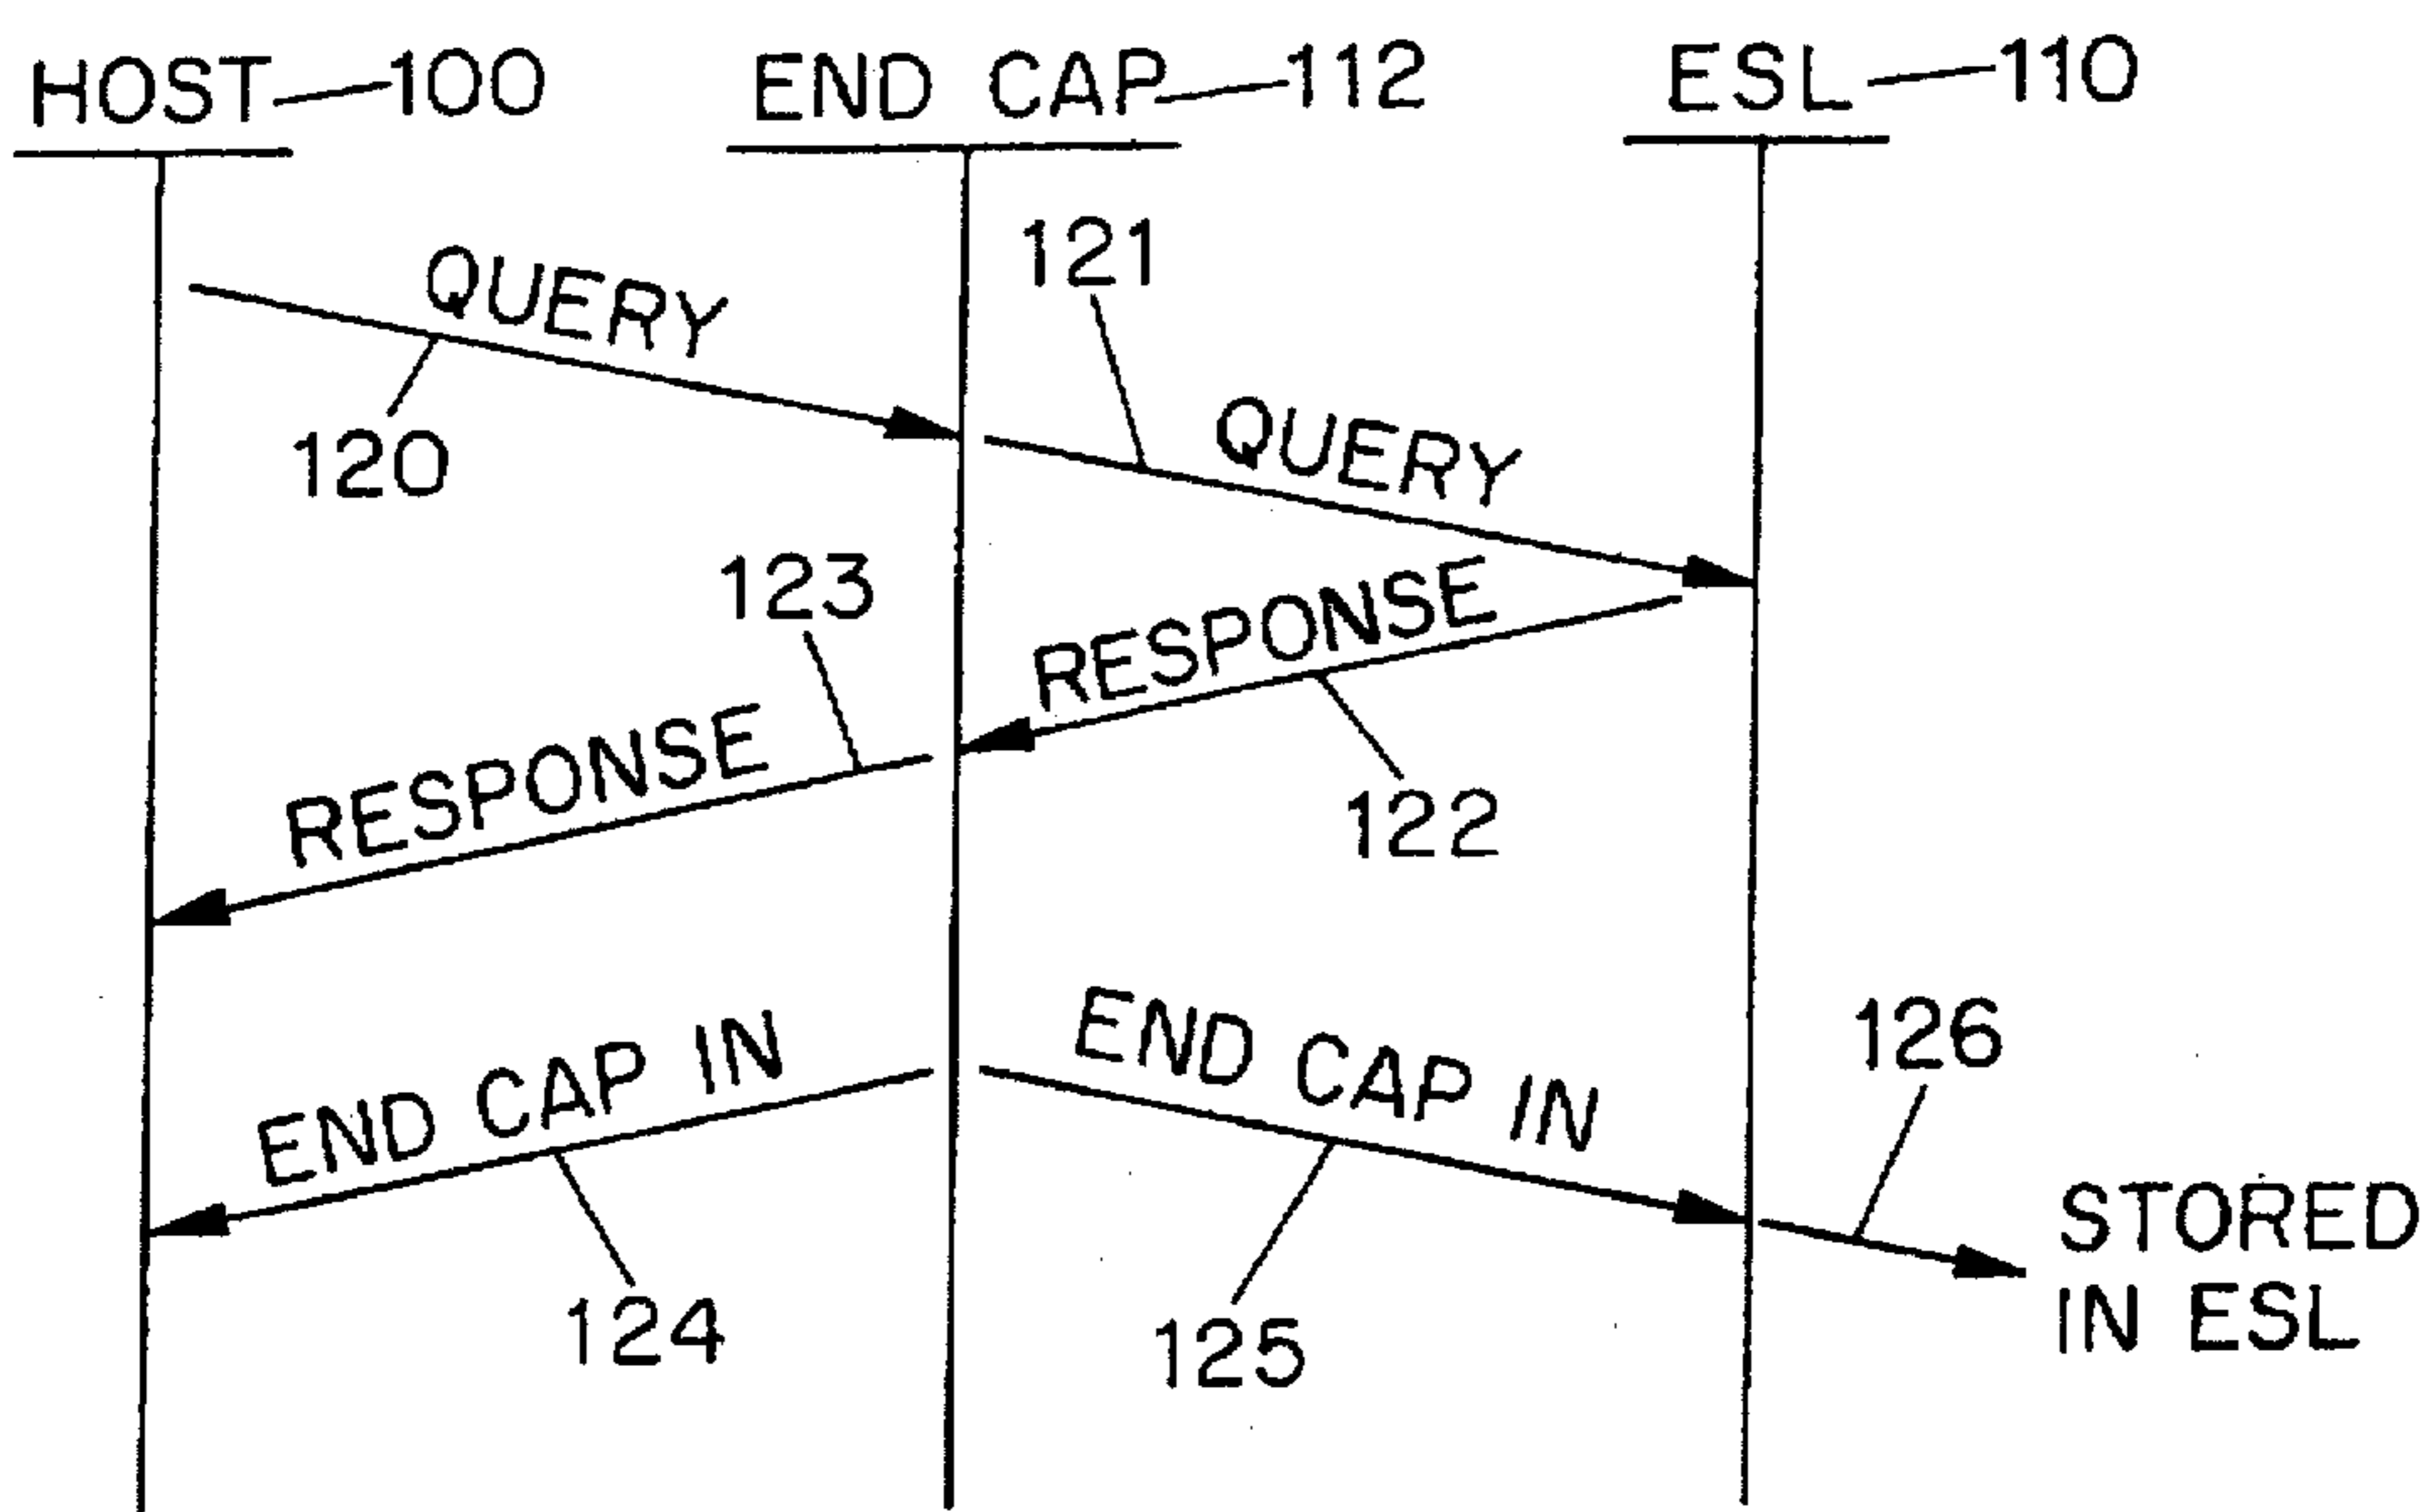 HOST 100
END CAP 112
ESL 110
121
QUERY
120
QUERY
123
RESPONSE
RESPONSE
122
END CAP IN
END CAP IN
126
124
125
STORED
IN ESL